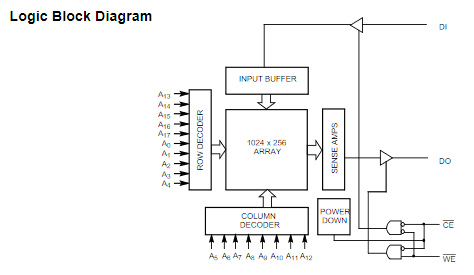 Logic Block Diagram
DI
INPUT BUFFER
A13
A14
A15
A16
A17
A0
A1
A2
A3
A4
ROW DECODER
1024 x 256
ARRAY
SENSE AMPS
DO
COLUMN
DECODER
POWER
DOWN
CE
WE
A5 A6 A7 A8 A9 A10 A11 A12